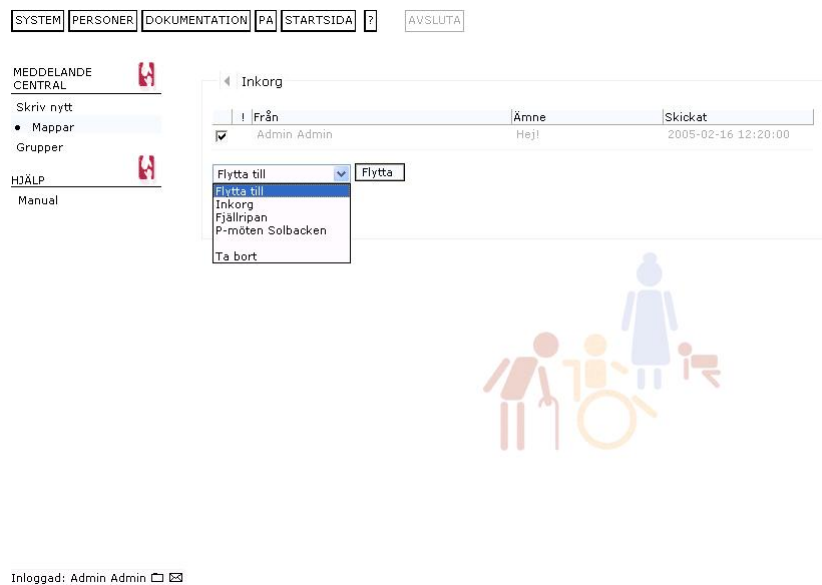 SYSTEM PERSONER DOKUMENTATION PA STARTSIDA ? AVSLUTA
MEDDELANDE
CENTRAL
Skriv nytt
Mappar
Grupper
HJÄLP
Manual
Inkorg
! Från Ämne Skickat
Admin Admin Hej! 2005-02-16 12:20:00
Flytta till Flytta
Flytta till
Inkorg
Fjällripan
P-möten Solbacken
Ta bort
Inloggad: Admin Admin